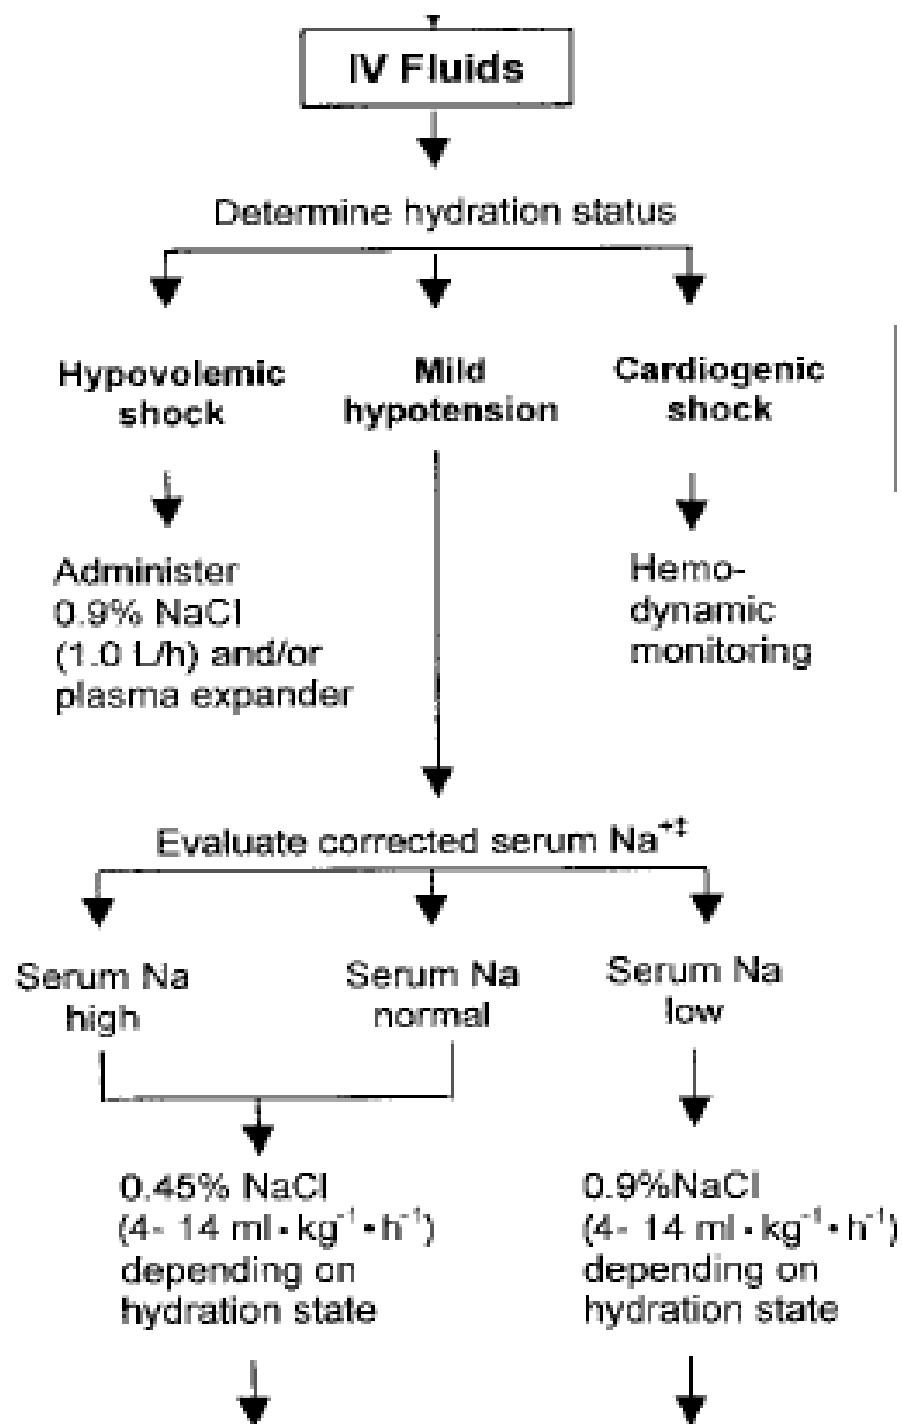 IV Fluids
Determine hydration status
Hypovolemic
shock
Mild
hypotension
Cardiogenic
shock
Administer
0.9% NaCl
(1.0 L/h) and/or
plasma expander
Hemo-
dynamic
monitoring
Evaluate corrected serum Na⁺‡
Serum Na
high
Serum Na
normal
Serum Na
low
0.45% NaCl
(4- 14 ml • kg⁻¹ • h⁻¹)
depending on
hydration state
0.9%NaCl
(4- 14 ml • kg⁻¹ • h⁻¹)
depending on
hydration state